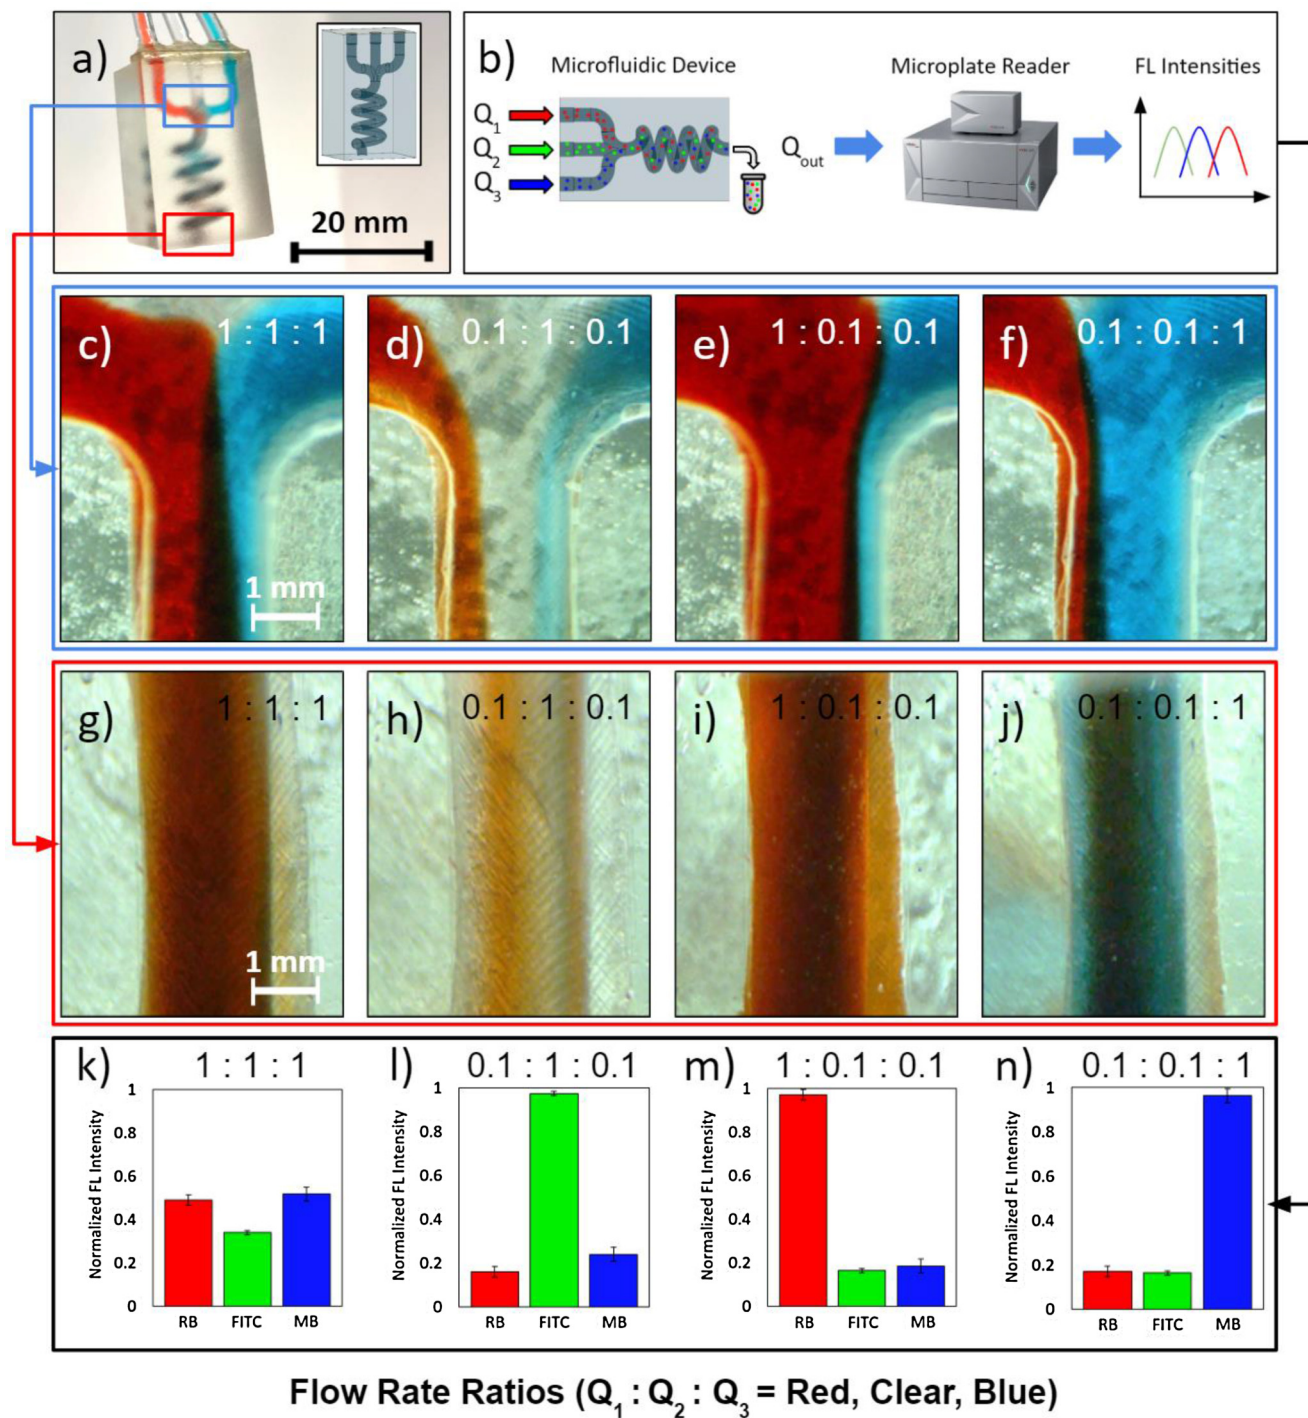 a)
20 mm
b)
Microfluidic Device
Microplate Reader
FL Intensities
Q1
Q2
Q3
Qout
c) 1 : 1 : 1
1 mm
d) 0.1 : 1 : 0.1
e) 1 : 0.1 : 0.1
f) 0.1 : 0.1 : 1
g) 1 : 1 : 1
1 mm
h) 0.1 : 1 : 0.1
i) 1 : 0.1 : 0.1
j) 0.1 : 0.1 : 1
k) 1 : 1 : 1
Normalized FL Intensity
1
0.8
0.6
0.4
0.2
0
RB FITC MB
l) 0.1 : 1 : 0.1
Normalized FL Intensity
1
0.8
0.6
0.4
0.2
0
RB FITC MB
m) 1 : 0.1 : 0.1
Normalized FL Intensity
1
0.8
0.6
0.4
0.2
0
RB FITC MB
n) 0.1 : 0.1 : 1
Normalized FL Intensity
1
0.8
0.6
0.4
0.2
0
RB FITC MB
Flow Rate Ratios (Q1 : Q2 : Q3 = Red, Clear, Blue)